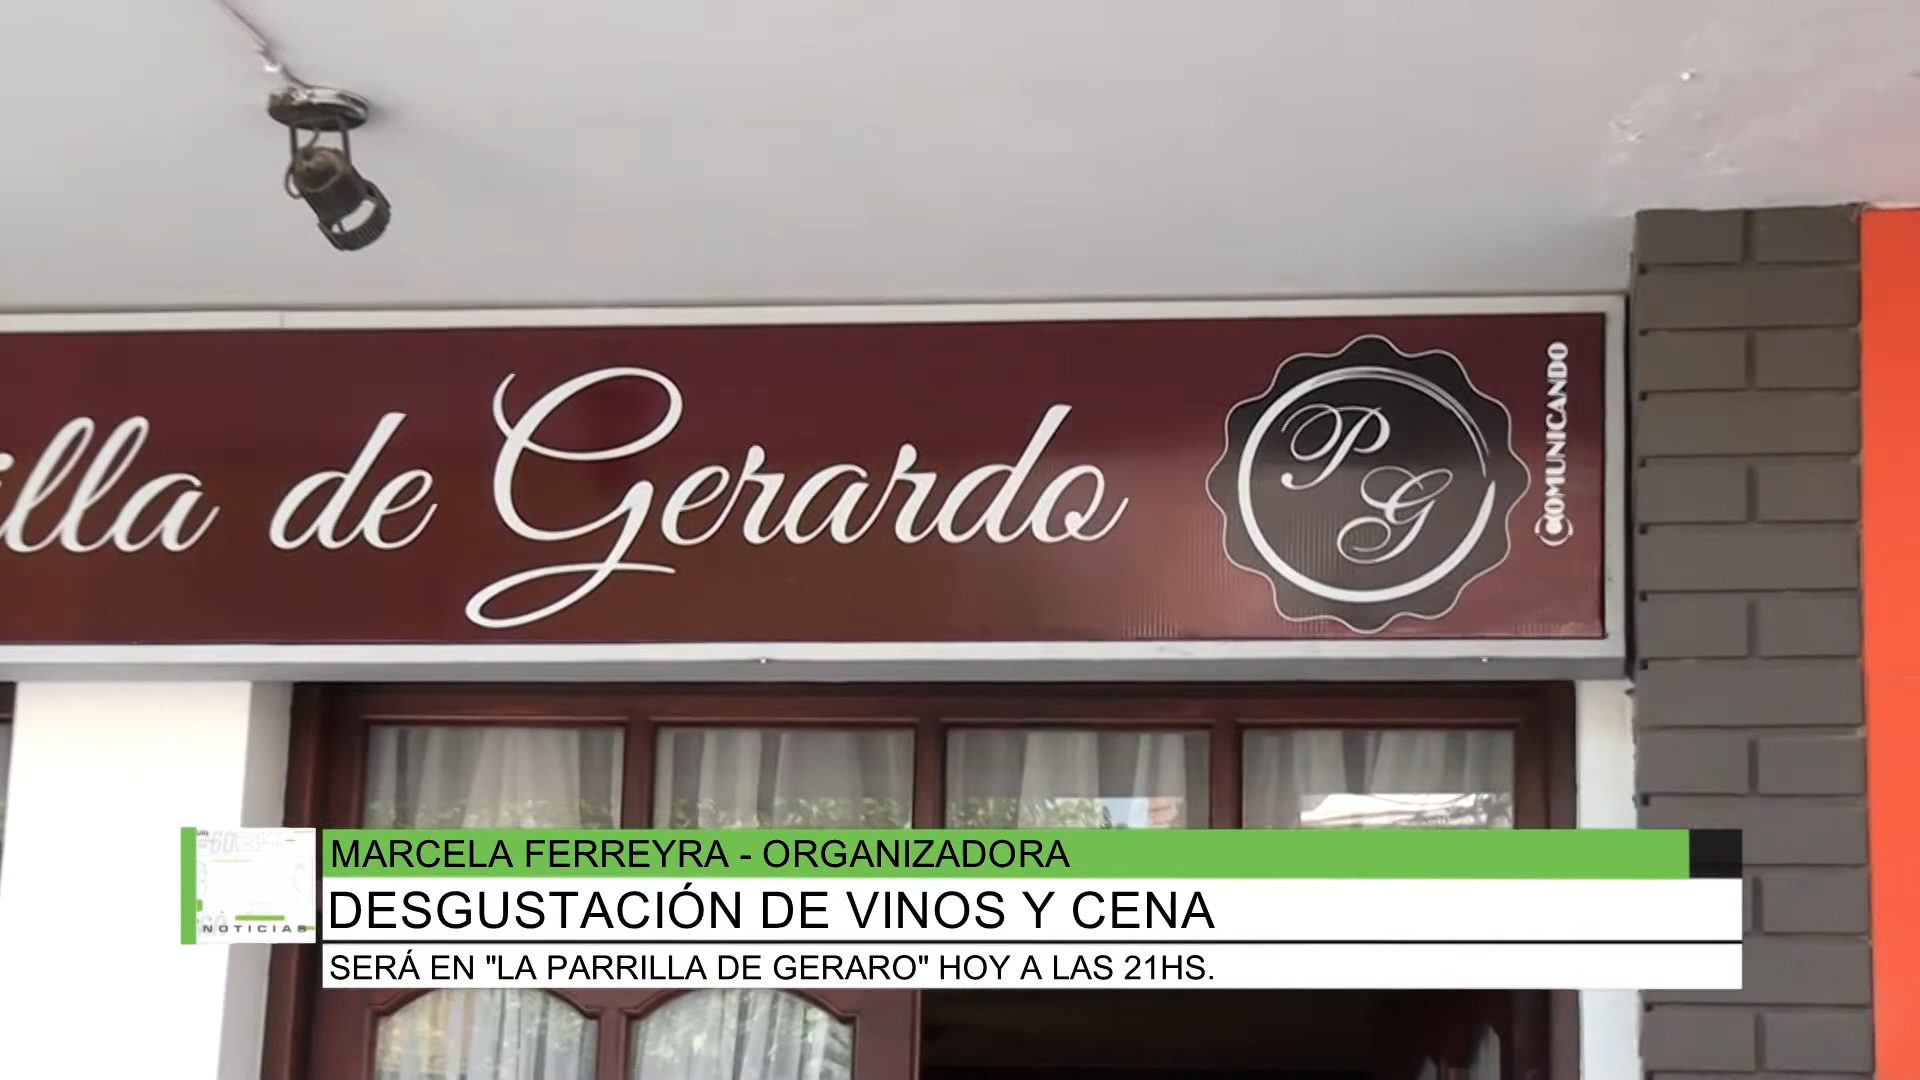 illa de Gerardo
P
G
COMUNICANDO
MARCELA FERREYRA - ORGANIZADORA
DESGUSTACIÓN DE VINOS Y CENA
NOTICIAS
SERÁ EN "LA PARRILLA DE GERARO" HOY A LAS 21HS.